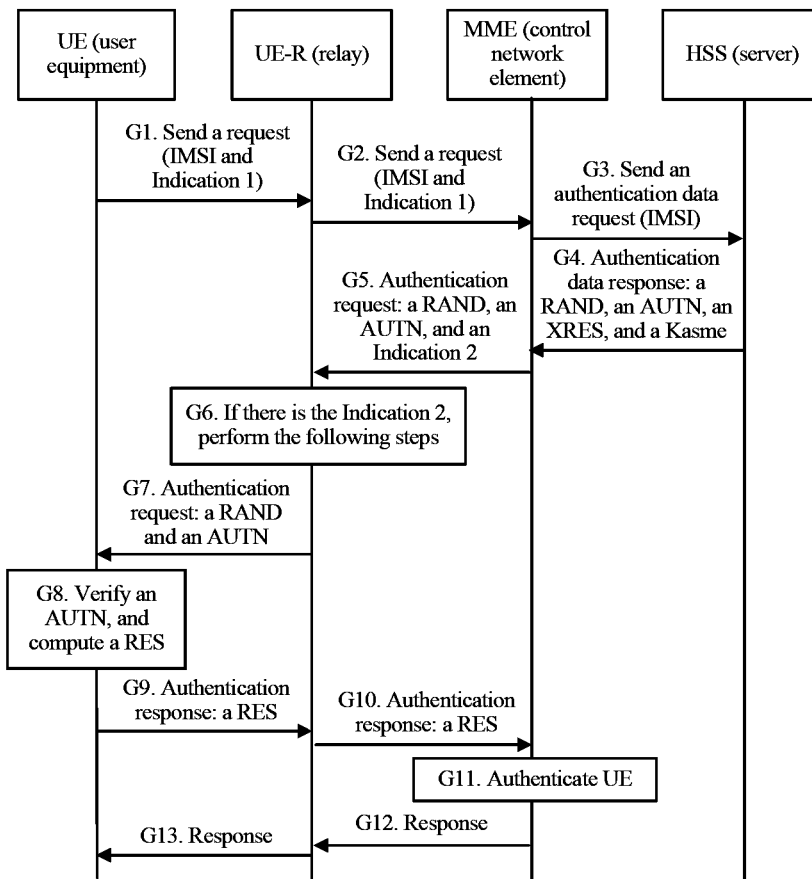 UE (user
equipment)
UE-R (relay)
MME (control
network
element)
HSS (server)
G1. Send a request
(IMSI and
Indication 1)
G2. Send a request
(IMSI and
Indication 1)
G3. Send an
authentication data
request (IMSI)
G4. Authentication
data response: a
RAND, an AUTN, an
XRES, and a Kasme
G5. Authentication
request: a RAND, an
AUTN, and an
Indication 2
G6. If there is the Indication 2,
perform the following steps
G7. Authentication
request: a RAND
and an AUTN
G8. Verify an
AUTN, and
compute a RES
G9. Authentication
response: a RES
G10. Authentication
response: a RES
G11. Authenticate UE
G12. Response
G13. Response